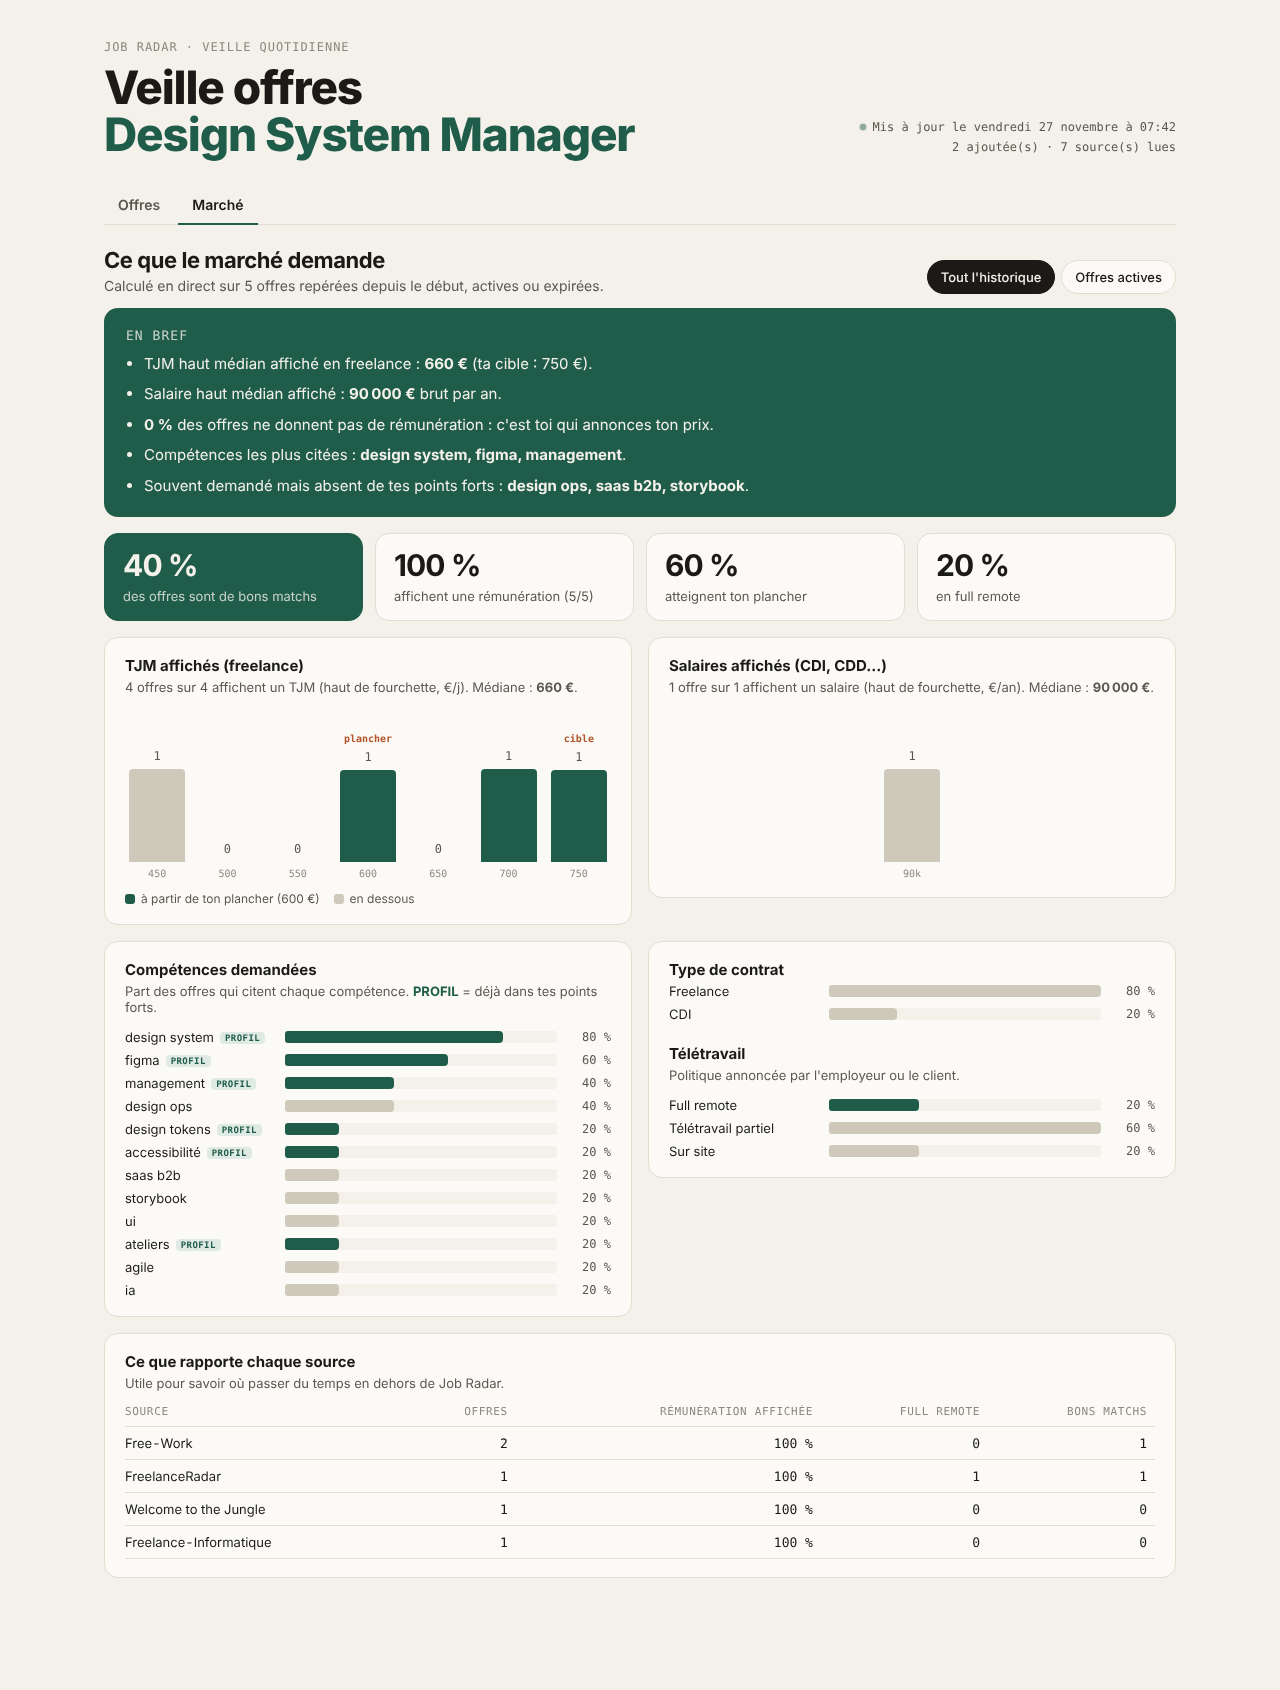 JOB RADAR · VEILLE QUOTIDIENNE
Veille offres
Design System Manager
Mis à jour le vendredi 27 novembre à 07:42
2 ajoutée(s) · 7 source(s) lues
Offres
Marché
Ce que le marché demande
Calculé en direct sur 5 offres repérées depuis le début, actives ou expirées.
Tout l'historique
Offres actives
EN BREF
• TJM haut médian affiché en freelance : 660 € (ta cible : 750 €).
• Salaire haut médian affiché : 90 000 € brut par an.
• 0 % des offres ne donnent pas de rémunération : c'est toi qui annonces ton prix.
• Compétences les plus citées : design system, figma, management.
• Souvent demandé mais absent de tes points forts : design ops, saas b2b, storybook.
40 %
des offres sont de bons matchs
100 %
affichent une rémunération (5/5)
60 %
atteignent ton plancher
20 %
en full remote
TJM affichés (freelance)
4 offres sur 4 affichent un TJM (haut de fourchette, €/j). Médiane : 660 €.
plancher
cible
1
0
0
1
0
1
1
450
500
550
600
650
700
750
à partir de ton plancher (600 €)
en dessous
Salaires affichés (CDI, CDD…)
1 offre sur 1 affichent un salaire (haut de fourchette, €/an). Médiane : 90 000 €.
1
90k
Compétences demandées
Part des offres qui citent chaque compétence. PROFIL = déjà dans tes points
forts.
design system PROFIL 80 %
figma PROFIL 60 %
management PROFIL 40 %
design ops 40 %
design tokens PROFIL 20 %
accessibilité PROFIL 20 %
saas b2b 20 %
storybook 20 %
ui 20 %
ateliers PROFIL 20 %
agile 20 %
ia 20 %
Type de contrat
Freelance 80 %
CDI 20 %
Télétravail
Politique annoncée par l'employeur ou le client.
Full remote 20 %
Télétravail partiel 60 %
Sur site 20 %
Ce que rapporte chaque source
Utile pour savoir où passer du temps en dehors de Job Radar.
SOURCE OFFRES RÉMUNÉRATION AFFICHÉE FULL REMOTE BONS MATCHS
Free-Work 2 100 % 0 1
FreelanceRadar 1 100 % 1 1
Welcome to the Jungle 1 100 % 0 0
Freelance-Informatique 1 100 % 0 0